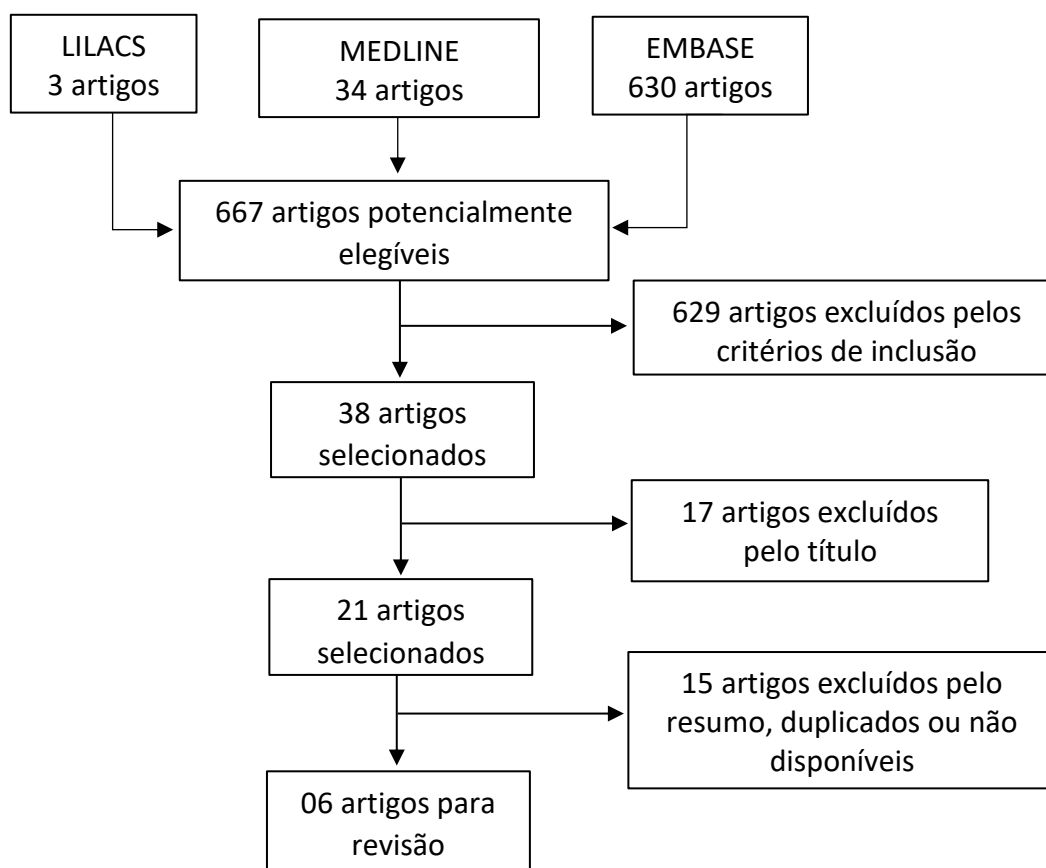 LILACS
3 artigos
MEDLINE
34 artigos
EMBASE
630 artigos
667 artigos potencialmente
elegíveis
629 artigos excluídos pelos
critérios de inclusão
38 artigos
selecionados
17 artigos excluídos
pelo título
21 artigos
selecionados
15 artigos excluídos pelo
resumo, duplicados ou não
disponíveis
06 artigos para
revisão